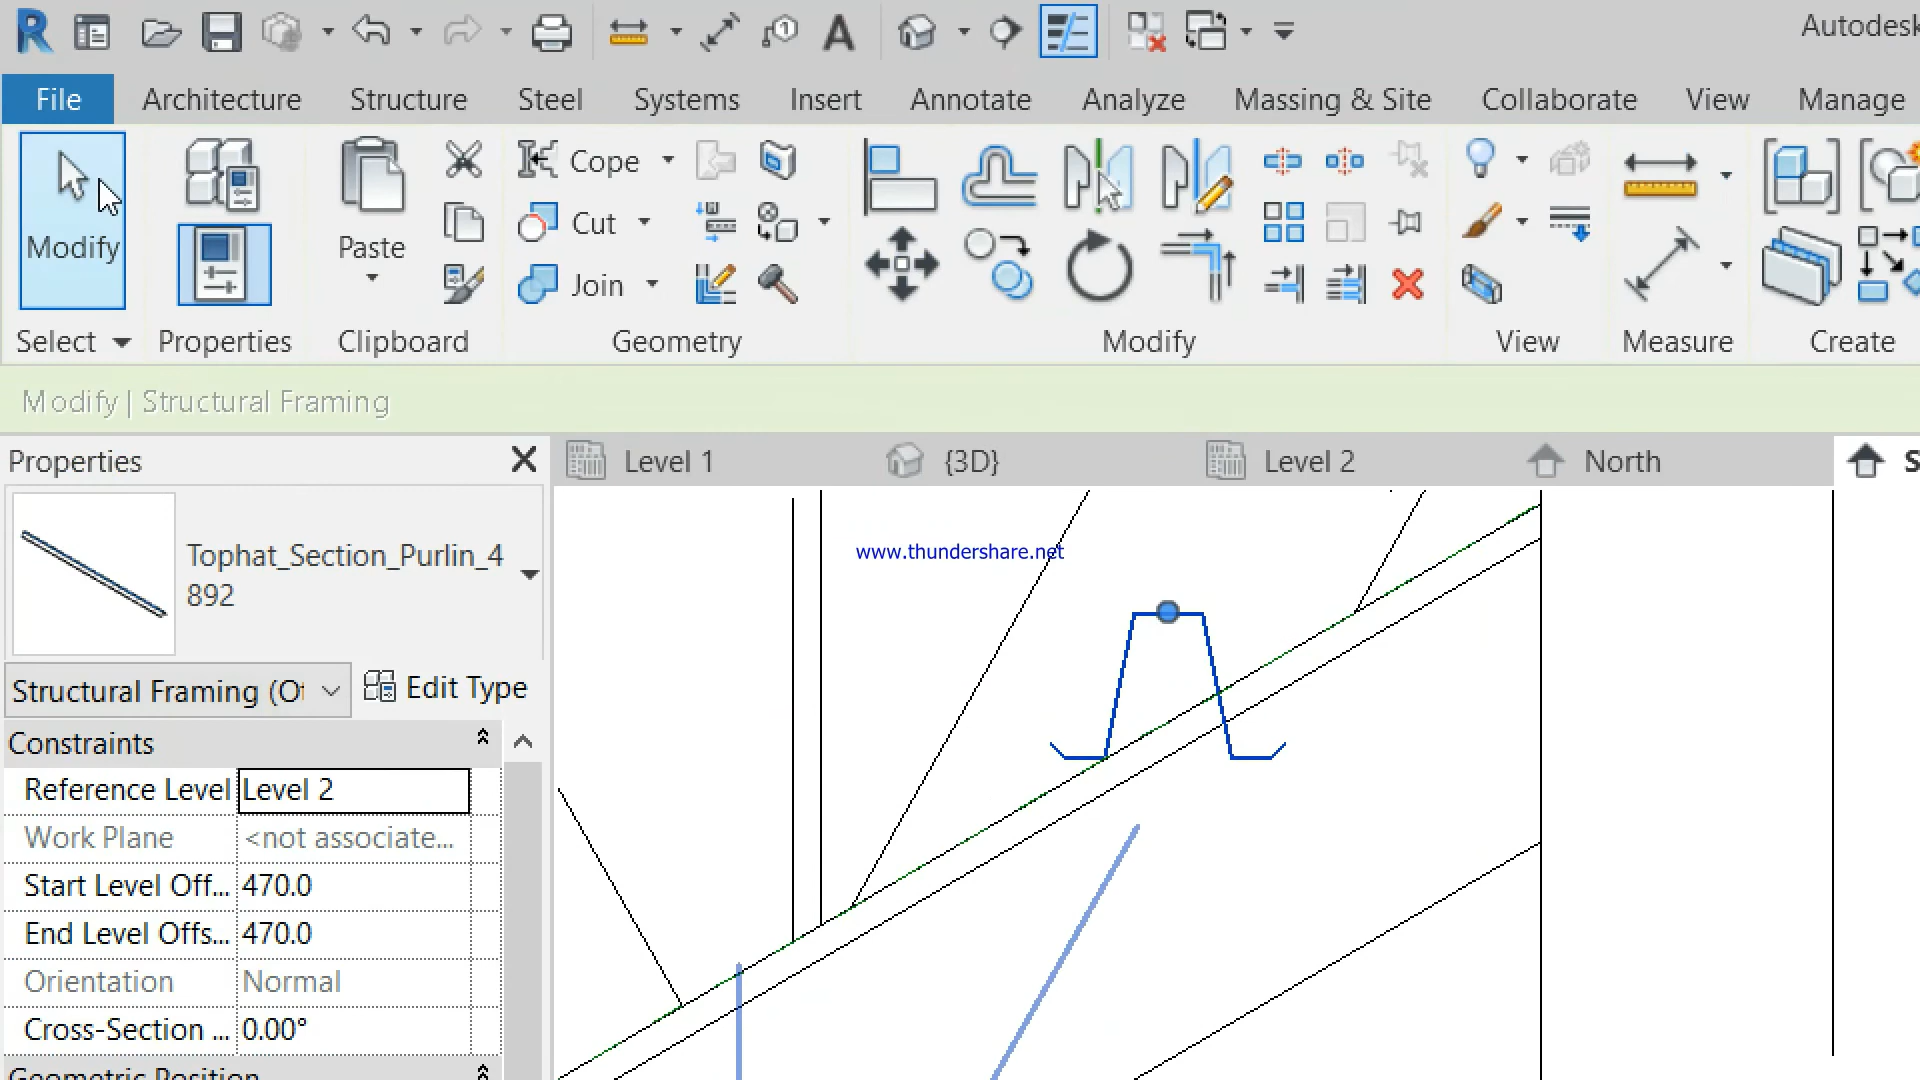 Autodesk
File Architecture Structure Steel Systems Insert Annotate Analyze Massing & Site Collaborate View Manage
Modify
Paste
Cope
Cut
Join
Select Properties Clipboard Geometry Modify View Measure Create
Modify | Structural Framing
Properties
Level 1 {3D} Level 2 North S
www.thundershare.net
Tophat_Section_Purlin_4
892
Structural Framing (Ot Edit Type
Constraints
Reference Level Level 2
Work Plane <not associate...
Start Level Off... 470.0
End Level Offs... 470.0
Orientation Normal
Cross-Section ... 0.00°
Geometric Position